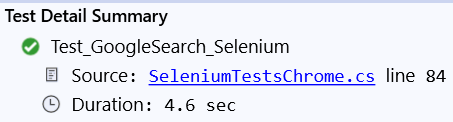 Test Detail Summary
Test_GoogleSearch_Selenium
Source: SeleniumTestsChrome.cs line 84
Duration: 4.6 sec